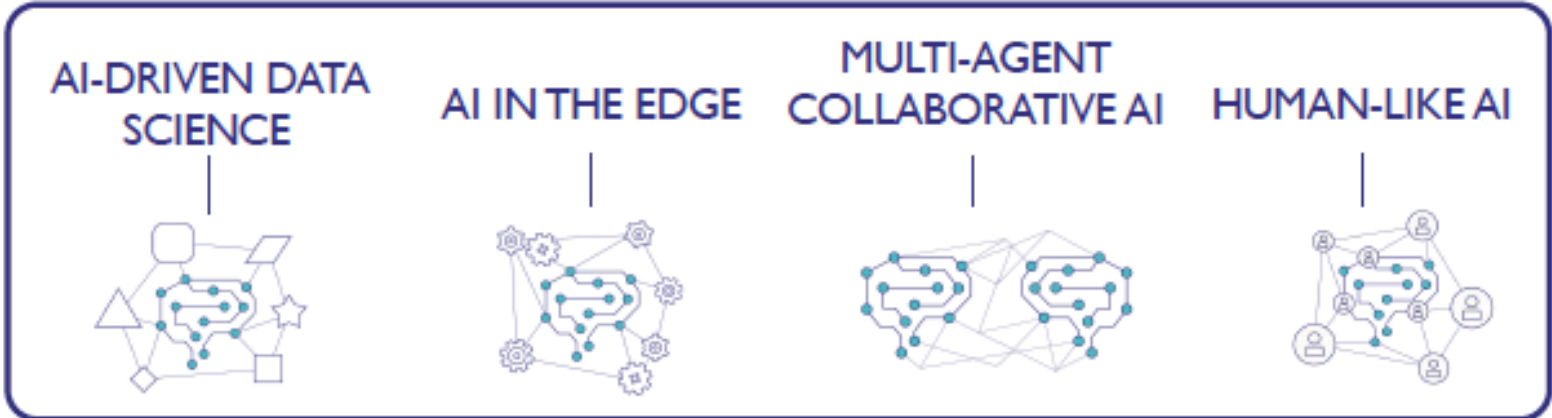 AI-DRIVEN DATA
SCIENCE
AI IN THE EDGE
MULTI-AGENT
COLLABORATIVE AI
HUMAN-LIKE AI